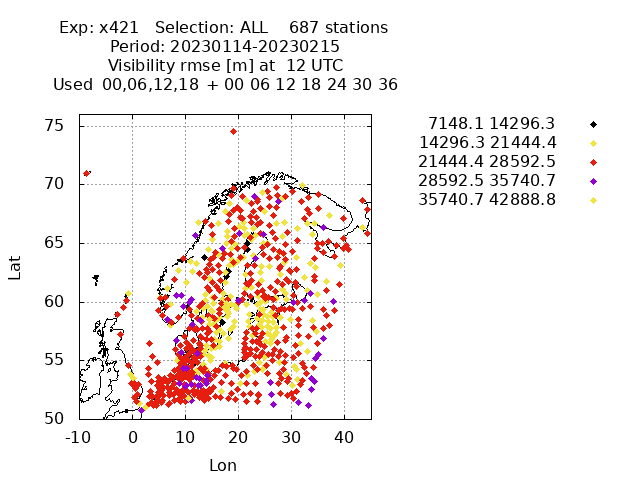 Exp: x421   Selection: ALL    687 stations
Period: 20230114-20230215
Visibility rmse [m] at  12 UTC
Used  00,06,12,18  + 00 06 12 18 24 30 36
7148.1 14296.3
14296.3 21444.4
21444.4 28592.5
28592.5 35740.7
35740.7 42888.8
75
70
65
60
55
50
Lat
-10 0 10 20 30 40
Lon